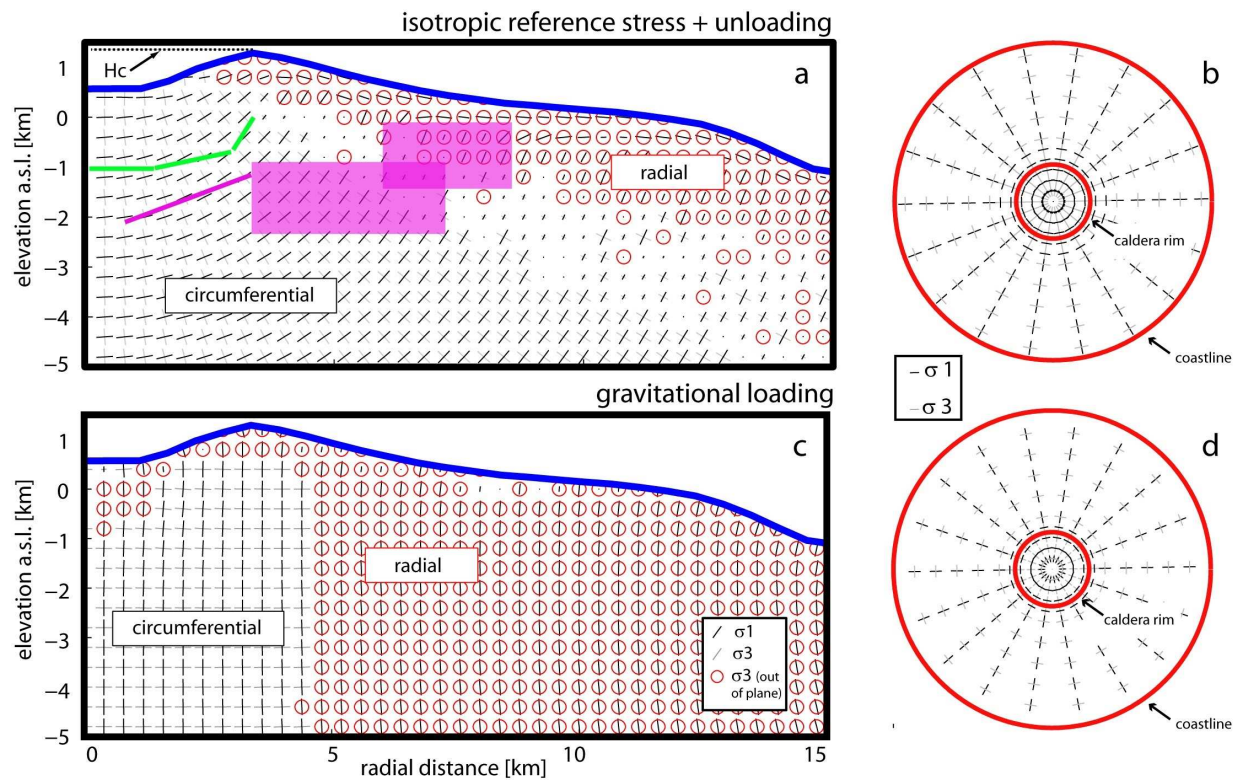 isotropic reference stress + unloading
elevation a.s.l. [km]
1
0
−1
−2
−3
−4
−5
Hc
a
radial
circumferential
b
caldera rim
coastline
– σ 1
– σ 3
gravitational loading
elevation a.s.l. [km]
1
0
−1
−2
−3
−4
−5
c
radial
circumferential
σ1
σ3
σ3 (out
of plane)
0
5
10
15
radial distance [km]
d
caldera rim
coastline